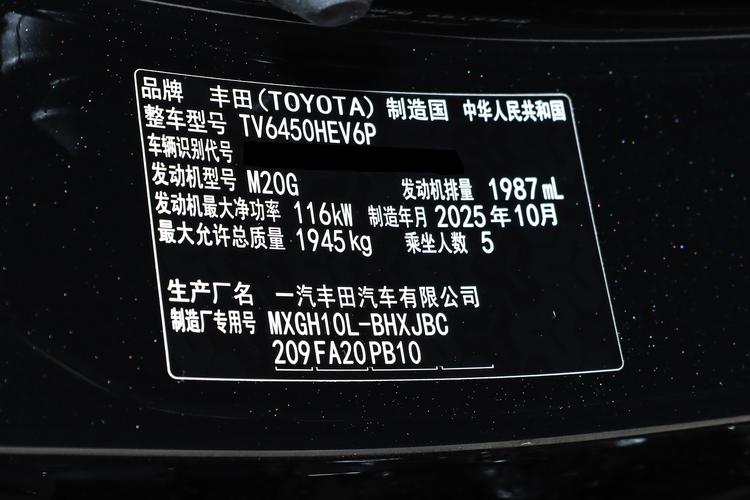 品牌 丰田(TOYOTA) 制造国 中华人民共和国
整车型号 TV6450HEV6P
车辆识别代号
发动机型号 M20G 发动机排量 1987 mL
发动机最大净功率 116kW 制造年月 2025年10月
最大允许总质量 1945 kg 乘坐人数 5
生产厂名 一汽丰田汽车有限公司
制造厂专用号 MXGH10L-BHXJBC
209 FA20 PB10